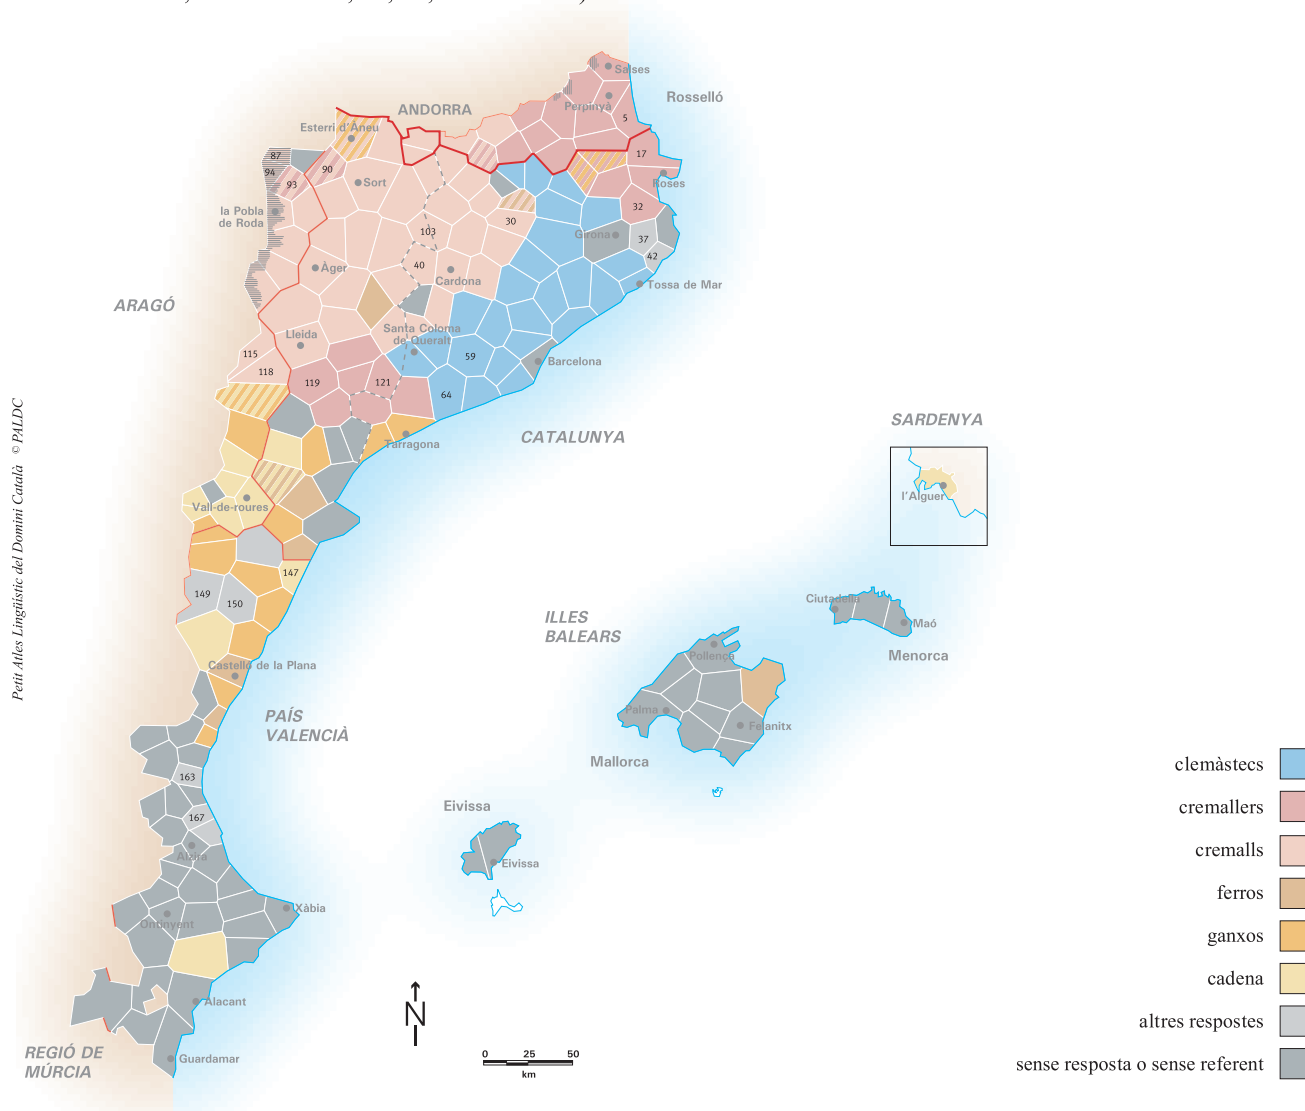 Salses
Rosselló
Perpinyà
5
ANDORRA
Esterri d'Àneu
17
87
94
93
90
Sort
Roses
la Pobla
de Roda
32
30
103
Girona
37
42
Àger
40
Cardona
Tossa de Mar
ARAGÓ
Lleida
Santa Coloma
de Queralt
59
Barcelona
115
118
119
121
64
Tarragona
CATALUNYA
SARDENYA
l'Alguer
Petit Atles Lingüístic del Domini Català © PALDC
Vall-de-roures
147
149
150
ILLES
BALEARS
Ciutadella
Maó
Menorca
Castelló de la Plana
Pollença
PAÍS
VALENCIÀ
Palma
Felanitx
Mallorca
163
167
Alzira
Eivissa
Eivissa
Xàbia
Ontinyent
Alacant
Guardamar
REGIÓ DE
MÚRCIA
N
0 25 50
km
clemàstecs
cremallers
cremalls
ferros
ganxos
cadena
altres respostes
sense resposta o sense referent